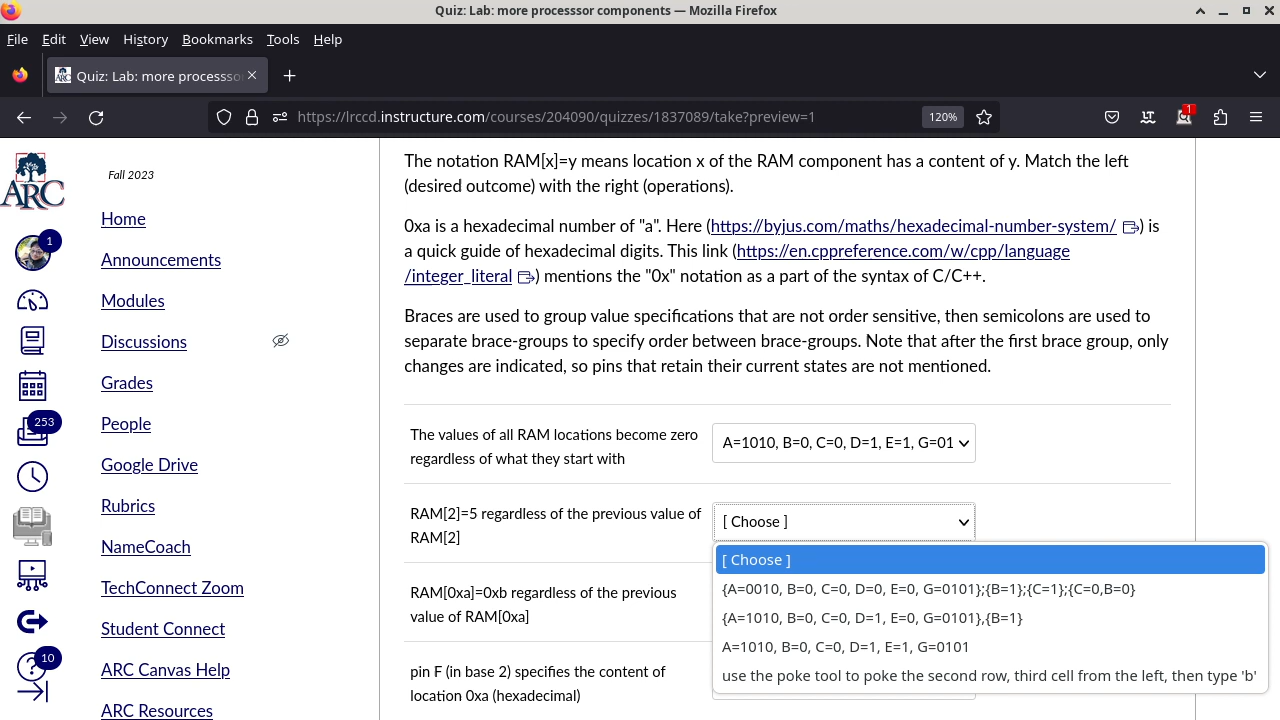 Quiz: Lab: more processsor components — Mozilla Firefox
File Edit View History Bookmarks Tools Help
Quiz: Lab: more processso
https://lrccd.instructure.com/courses/204090/quizzes/1837089/take?preview=1
120%
1
ARC
Fall 2023
1
253
10
Home
Announcements
Modules
Discussions
Grades
People
Google Drive
Rubrics
NameCoach
TechConnect Zoom
Student Connect
ARC Canvas Help
ARC Resources
The notation RAM[x]=y means location x of the RAM component has a content of y. Match the left
(desired outcome) with the right (operations).
0xa is a hexadecimal number of "a". Here (https://byjus.com/maths/hexadecimal-number-system/) is
a quick guide of hexadecimal digits. This link (https://en.cppreference.com/w/cpp/language
/integer_literal) mentions the "0x" notation as a part of the syntax of C/C++.
Braces are used to group value specifications that are not order sensitive, then semicolons are used to
separate brace-groups to specify order between brace-groups. Note that after the first brace group, only
changes are indicated, so pins that retain their current states are not mentioned.
The values of all RAM locations become zero
regardless of what they start with
A=1010, B=0, C=0, D=1, E=1, G=01
RAM[2]=5 regardless of the previous value of
RAM[2]
[ Choose ]
[ Choose ]
{A=0010, B=0, C=0, D=0, E=0, G=0101};{B=1};{C=1};{C=0,B=0}
{A=1010, B=0, C=0, D=1, E=0, G=0101},{B=1}
A=1010, B=0, C=0, D=1, E=1, G=0101
use the poke tool to poke the second row, third cell from the left, then type 'b'
RAM[0xa]=0xb regardless of the previous
value of RAM[0xa]
pin F (in base 2) specifies the content of
location 0xa (hexadecimal)